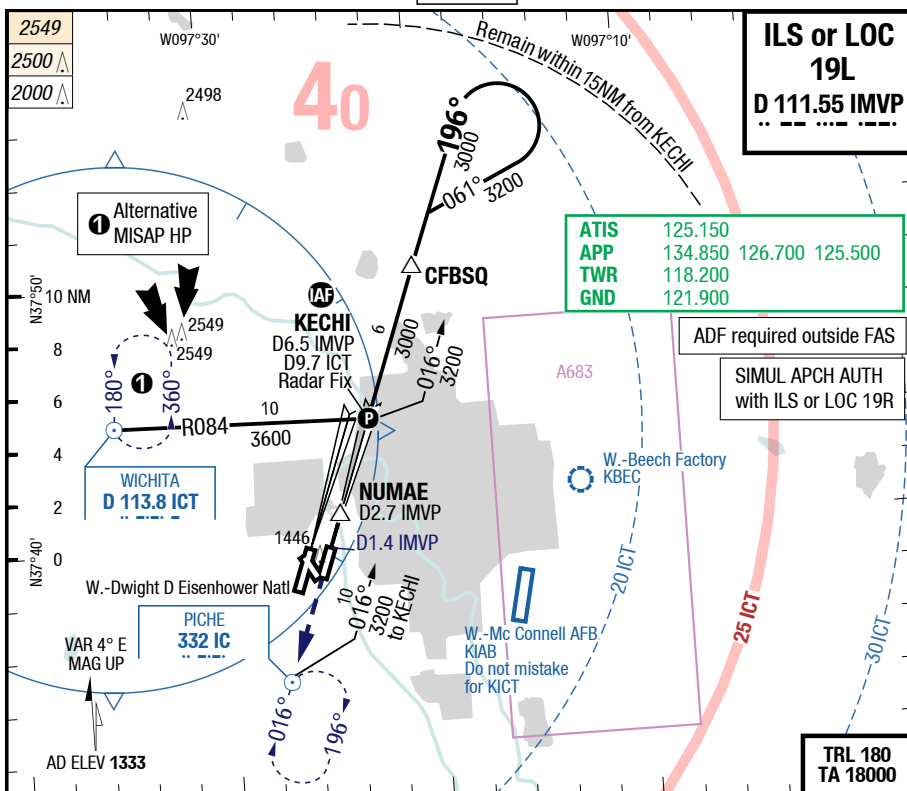 2549
2500
2000
W097°30'
W097°10'
2498
40
Remain within 15NM from KECHI
ILS or LOC
19L
D 111.55 IMVP
196°
3000
061°
3200
1 Alternative
MISAP HP
ATIS 125.150
APP 134.850 126.700 125.500
TWR 118.200
GND 121.900
ADF required outside FAS
SIMUL APCH AUTH
with ILS or LOC 19R
N37°50'
10 NM
8
6
4
2
0
N37°40'
CFBSQ
IAF
KECHI
D6.5 IMVP
D9.7 ICT
Radar Fix
6
3000
016°
3200
2549
2549
180°
1
360°
A683
R084
10
3600
P
WICHITA
D 113.8 ICT
W.-Beech Factory
KBEC
NUMAE
D2.7 IMVP
1446
D1.4 IMVP
W.-Dwight D Eisenhower Natl
10
016°
3200
to KECHI
PICHE
332 IC
W.-Mc Connell AFB
KIAB
Do not mistake
for KICT
20 ICT
25 ICT
30 ICT
VAR 4° E
MAG UP
016°
196°
AD ELEV 1333
TRL 180
TA 18000